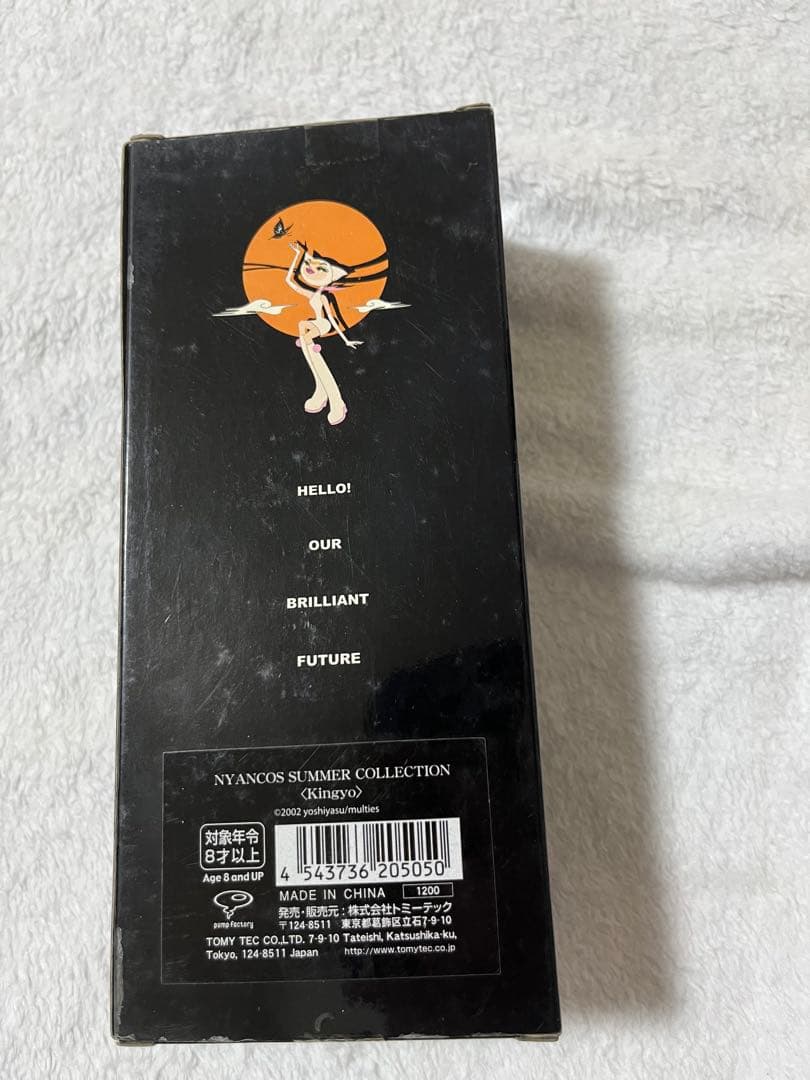 HELLO!
OUR
BRILLIANT
FUTURE
NYANCOS SUMMER COLLECTION
〈Kingyo〉
©2002 yoshiyasu/multies
対象年令
8才以上
Age 8 and UP
4 543736 205050
pump factory
MADE IN CHINA 1200
発売・販売元：株式会社トミーテック
〒124-8511 東京都葛飾区立石7-9-10
TOMY TEC CO.,LTD. 7-9-10 Tateishi, Katsushika-ku,
Tokyo, 124-8511 Japan http://www.tomytec.co.jp